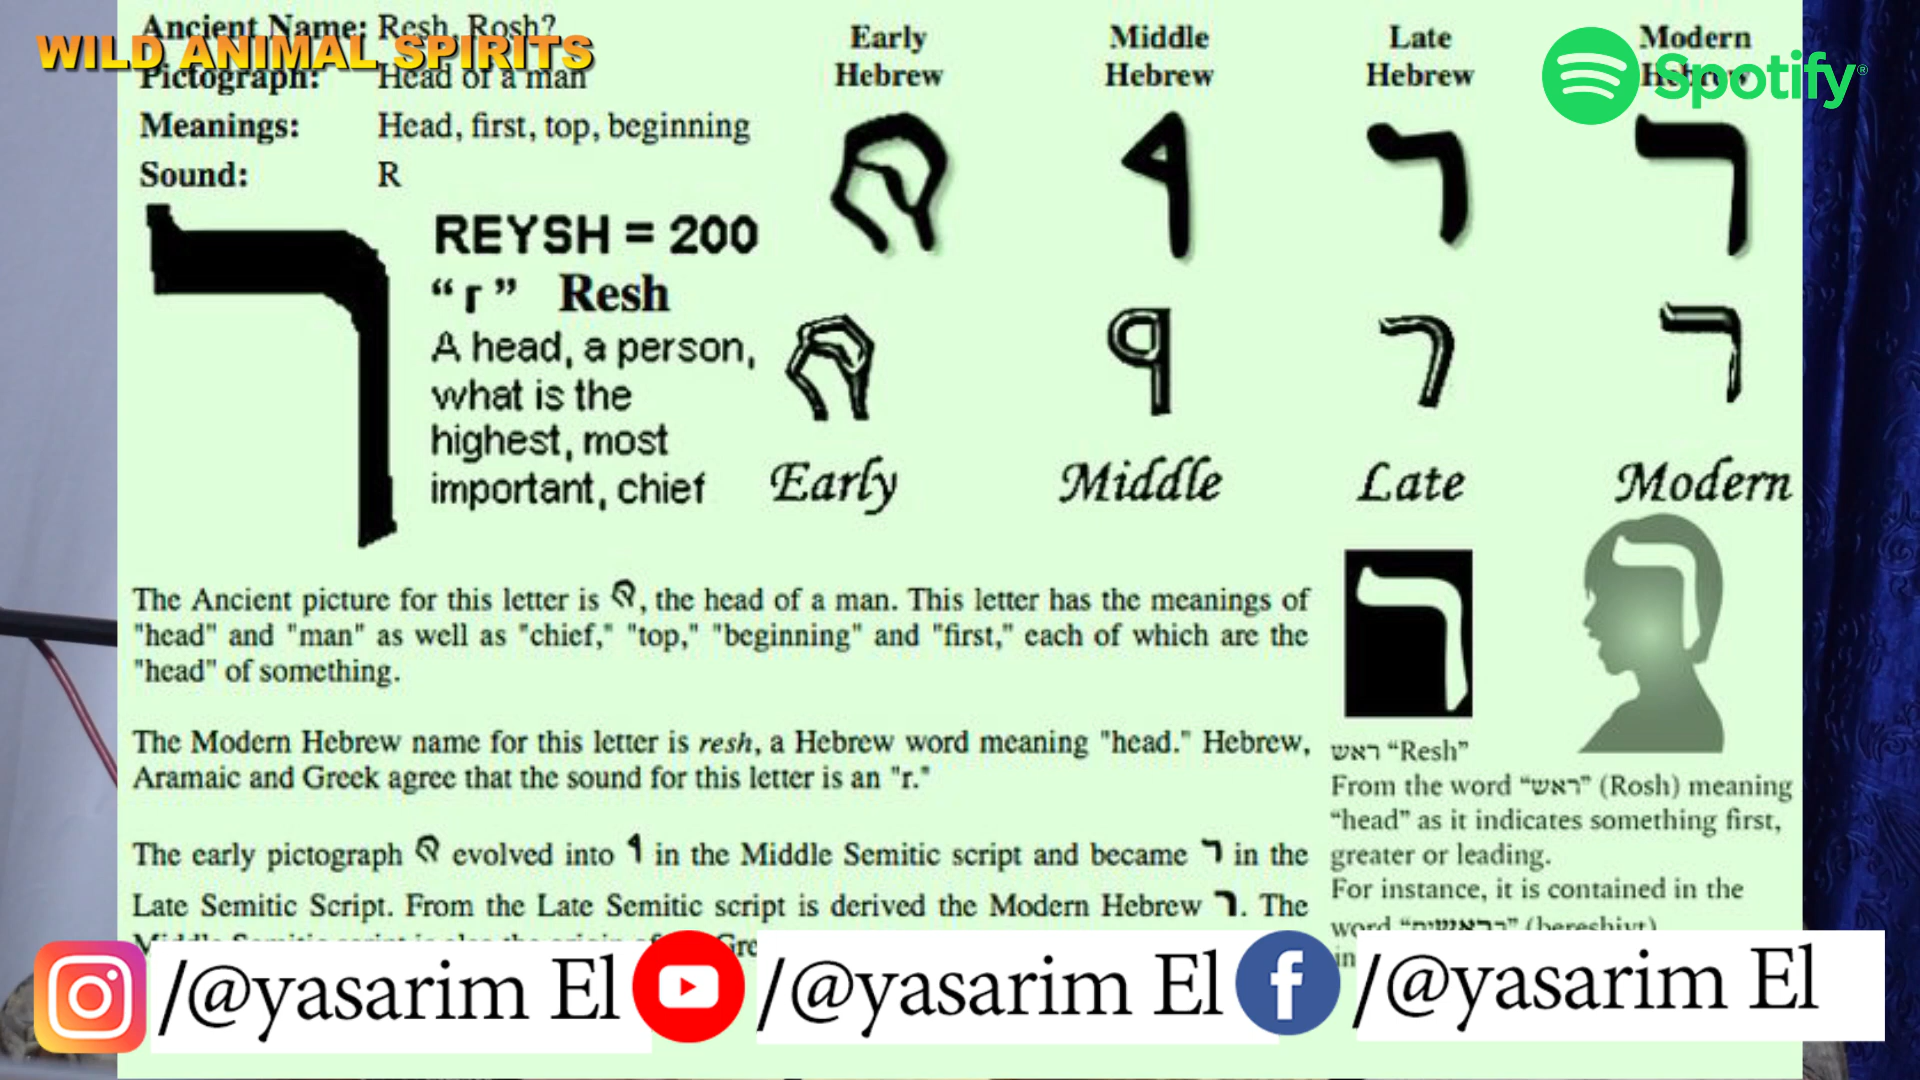 WILD ANIMAL SPIRITS
Spotify®
Ancient Name: Resh, Rosh?
Pictograph: Head of a man
Meanings: Head, first, top, beginning
Sound: R
Early Hebrew
Middle Hebrew
Late Hebrew
Modern Hebrew
ר
REYSH = 200
“r” Resh
A head, a person,
what is the
highest, most
important, chief
Early
Middle
Late
Modern
The Ancient picture for this letter is , the head of a man. This letter has the meanings of
"head" and "man" as well as "chief," "top," "beginning" and "first," each of which are the
"head" of something.
The Modern Hebrew name for this letter is resh, a Hebrew word meaning "head." Hebrew,
Aramaic and Greek agree that the sound for this letter is an "r."
The early pictograph evolved into in the Middle Semitic script and became ר in the
Late Semitic Script. From the Late Semitic script is derived the Modern Hebrew ר. The
ר
ראש “Resh”
From the word “ראש” (Rosh) meaning
“head” as it indicates something first,
greater or leading.
For instance, it is contained in the
word (bereshiyt)
in
/@yasarim El
/@yasarim El
/@yasarim El